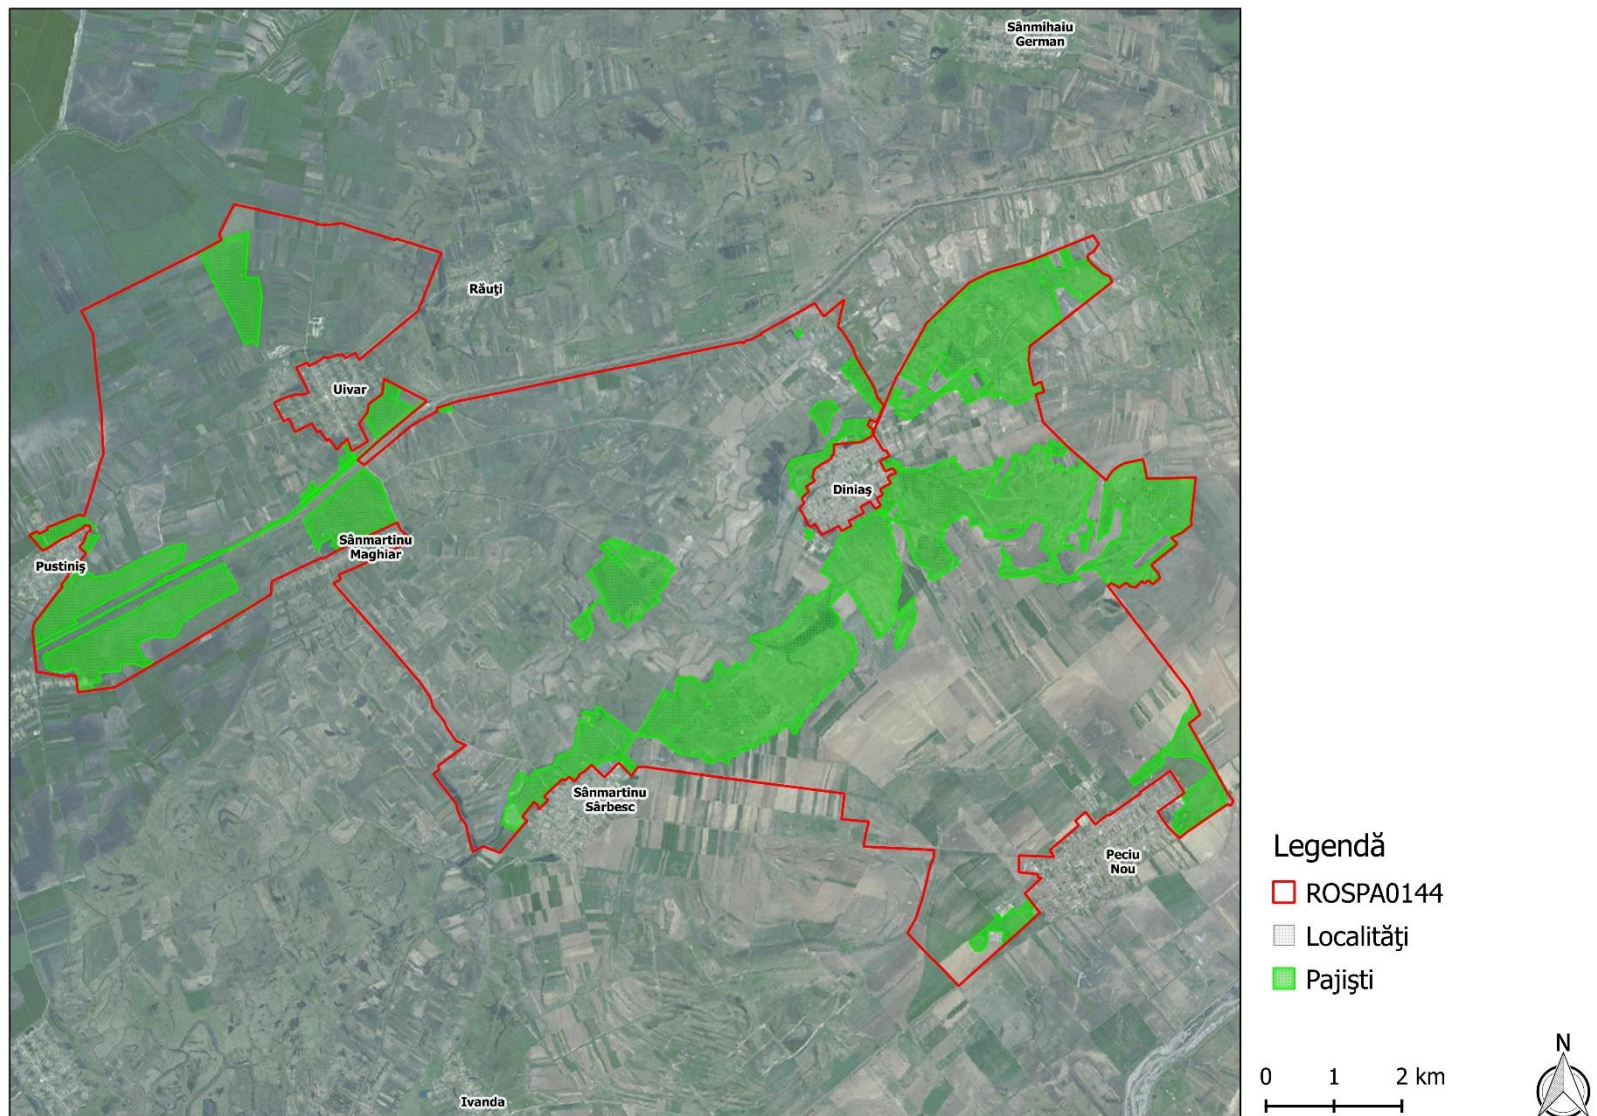 Sânmihaiu
German
Răuţi
Uivar
Diniaş
Sânmartinu
Maghiar
Pustiniş
Sânmartinu
Sârbesc
Peciu
Nou
Ivanda
Legendă
ROSPA0144
Localităţi
Pajişti
N
0 1 2 km